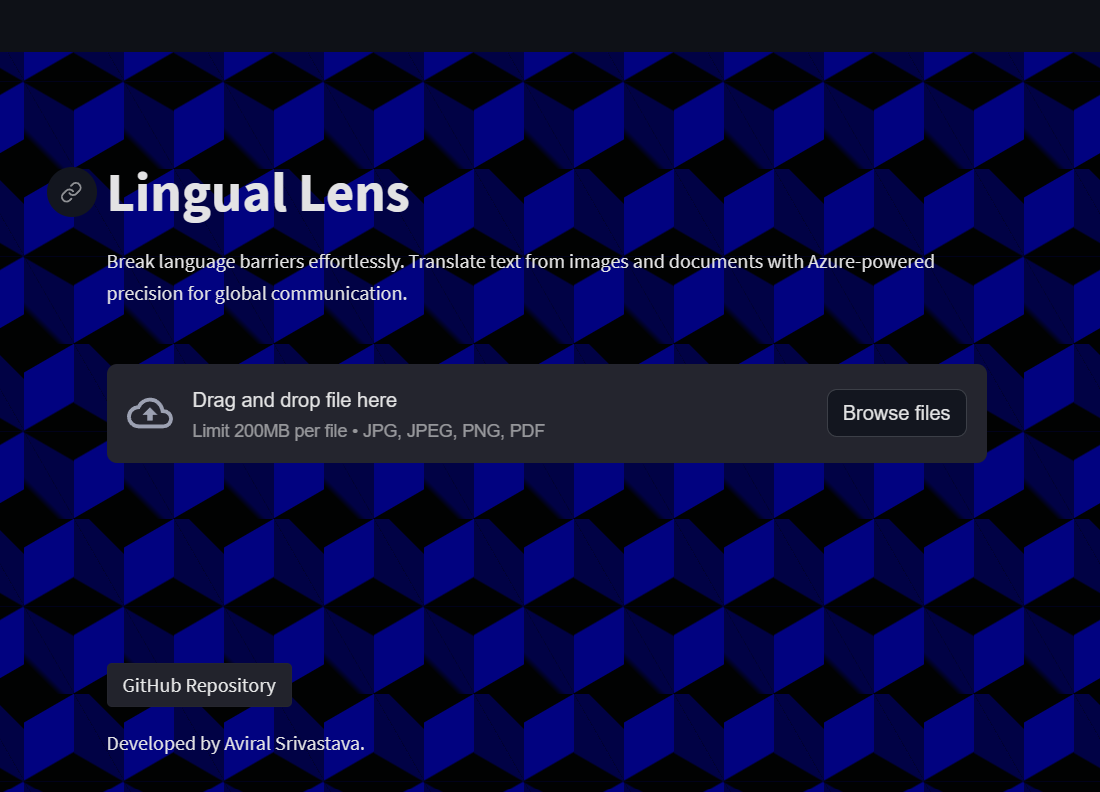 Lingual Lens
Break language barriers effortlessly. Translate text from images and documents with Azure-powered
precision for global communication.
Drag and drop file here
Limit 200MB per file • JPG, JPEG, PNG, PDF
Browse files
GitHub Repository
Developed by Aviral Srivastava.